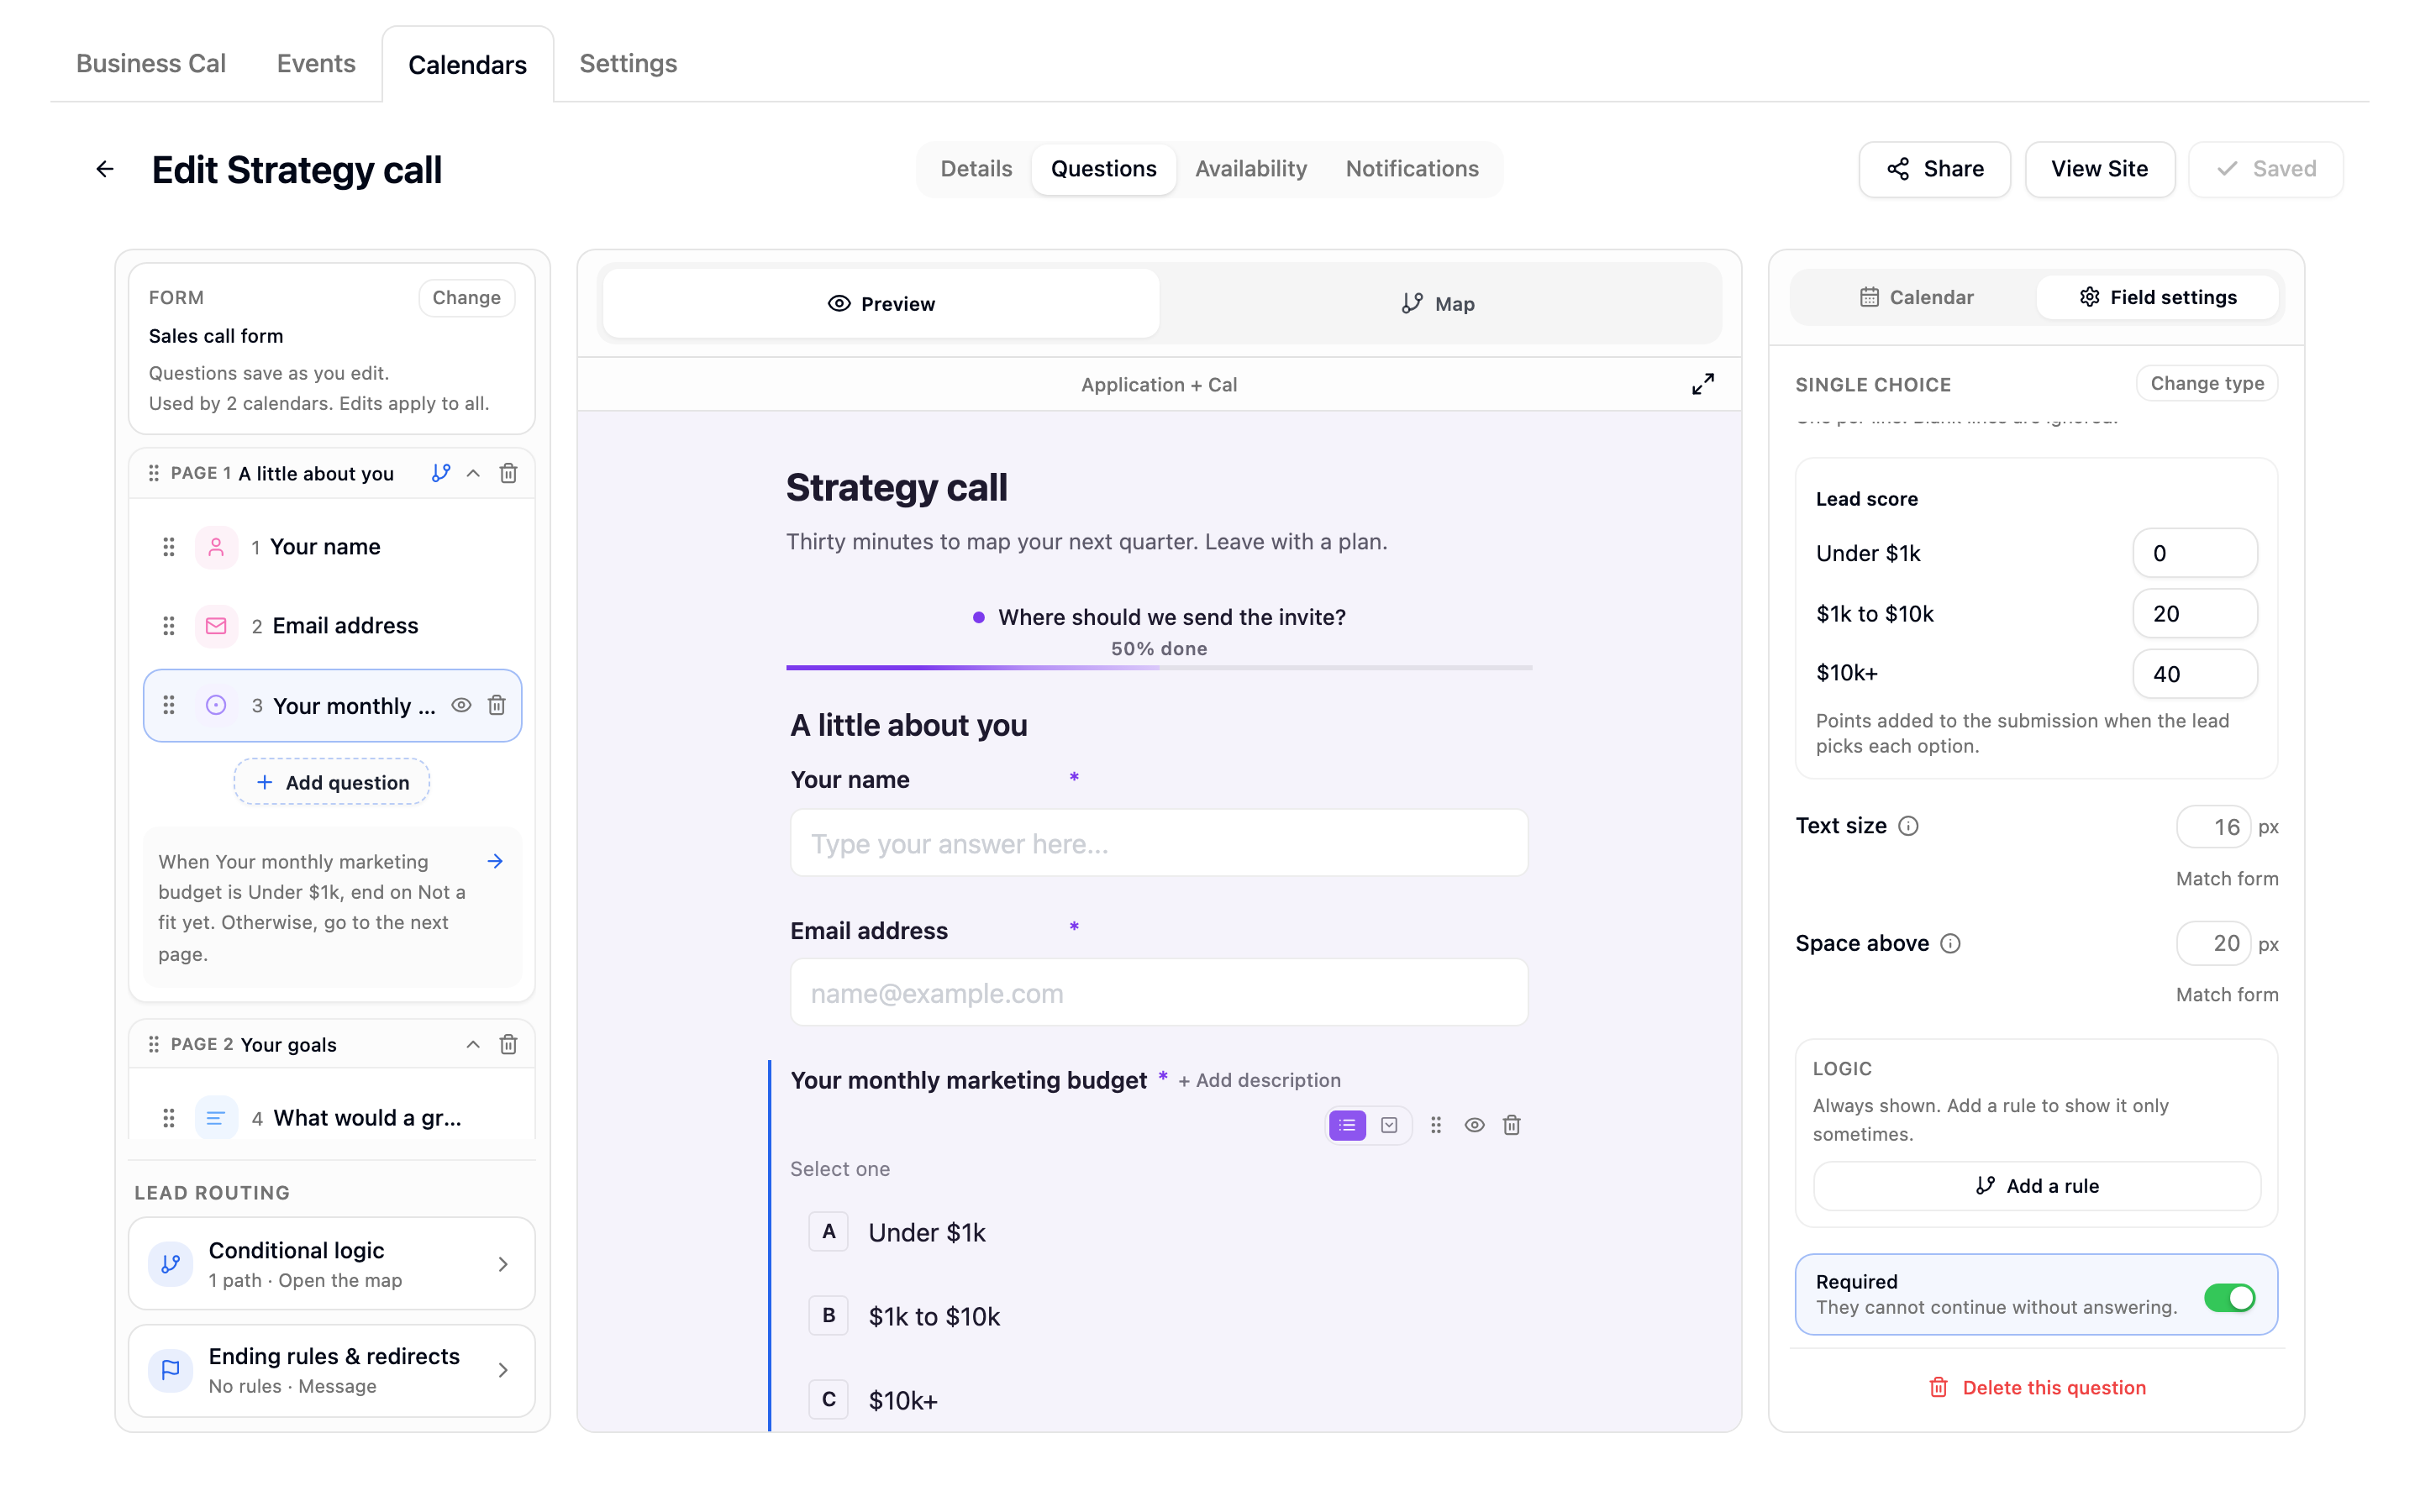 Business Cal
Events
Calendars
Settings
Edit Strategy call
Details
Questions
Availability
Notifications
Share
View Site
Saved
FORM
Change
Sales call form
Questions save as you edit.
Used by 2 calendars. Edits apply to all.
PAGE 1 A little about you
1 Your name
2 Email address
3 Your monthly ...
+ Add question
When Your monthly marketing
budget is Under $1k, end on Not a
fit yet. Otherwise, go to the next
page.
PAGE 2 Your goals
4 What would a gr...
LEAD ROUTING
Conditional logic
1 path · Open the map
Ending rules & redirects
No rules · Message
Preview
Map
Application + Cal
Strategy call
Thirty minutes to map your next quarter. Leave with a plan.
Where should we send the invite?
50% done
A little about you
Your name *
Type your answer here...
Email address *
name@example.com
Your monthly marketing budget * + Add description
Select one
A Under $1k
B $1k to $10k
C $10k+
Calendar
Field settings
SINGLE CHOICE
Change type
One per line. Blank lines are ignored.
Lead score
Under $1k 0
$1k to $10k 20
$10k+ 40
Points added to the submission when the lead
picks each option.
Text size 16 px
Match form
Space above 20 px
Match form
LOGIC
Always shown. Add a rule to show it only
sometimes.
Add a rule
Required
They cannot continue without answering.
Delete this question